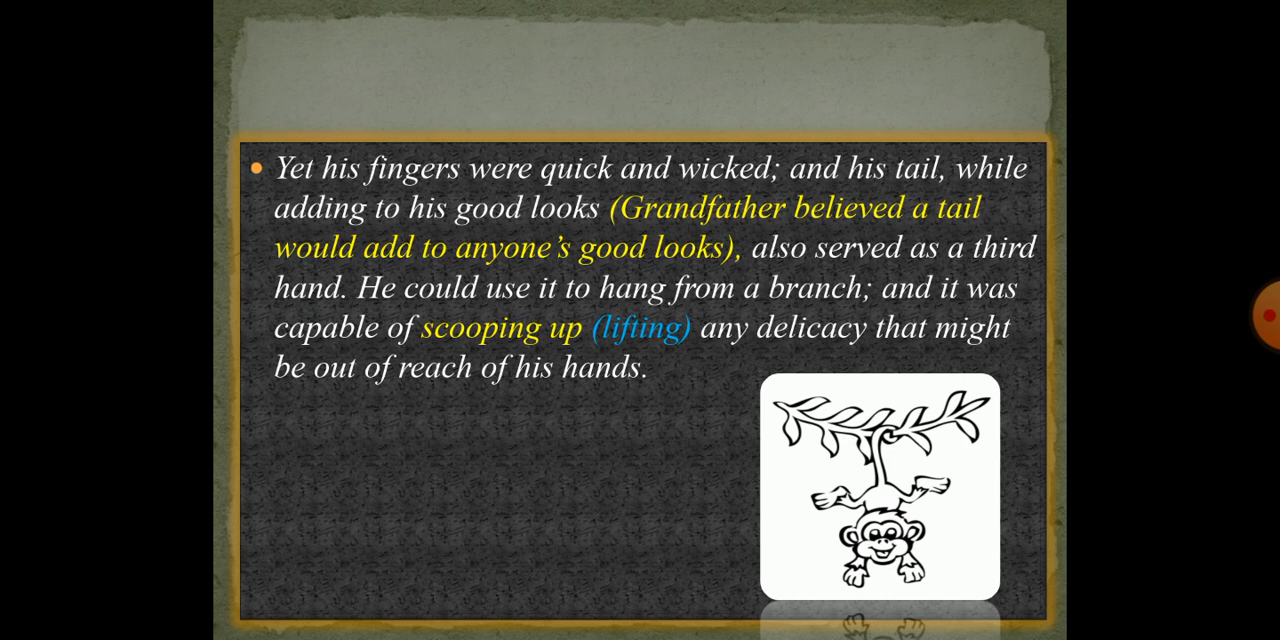 Yet his fingers were quick and wicked; and his tail, while
adding to his good looks (Grandfather believed a tail
would add to anyone’s good looks), also served as a third
hand. He could use it to hang from a branch; and it was
capable of scooping up (lifting) any delicacy that might
be out of reach of his hands.